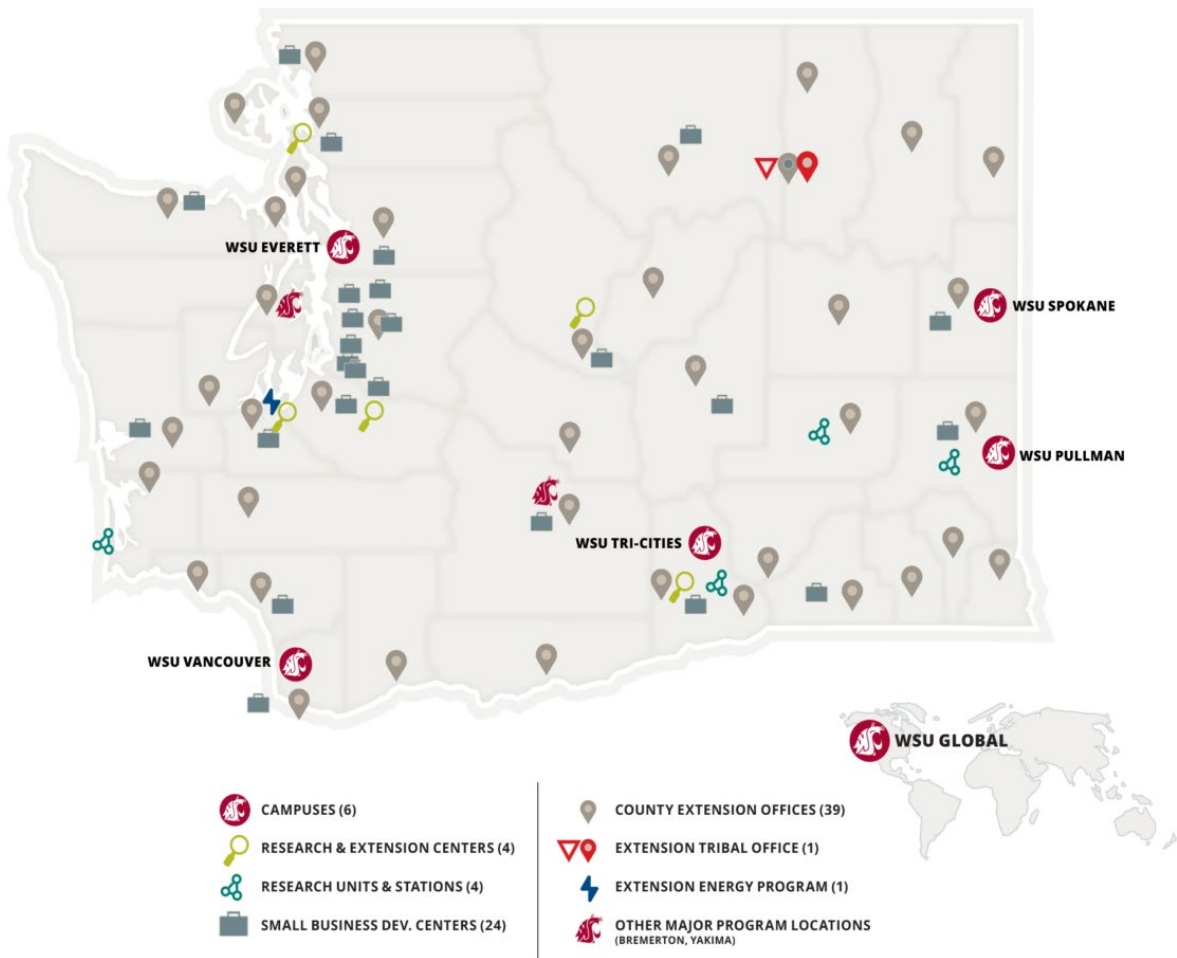 WSU EVERETT
WSU SPOKANE
WSU PULLMAN
WSU TRI-CITIES
WSU VANCOUVER
WSU GLOBAL
CAMPUSES (6)
RESEARCH & EXTENSION CENTERS (4)
RESEARCH UNITS & STATIONS (4)
SMALL BUSINESS DEV. CENTERS (24)
COUNTY EXTENSION OFFICES (39)
EXTENSION TRIBAL OFFICE (1)
EXTENSION ENERGY PROGRAM (1)
OTHER MAJOR PROGRAM LOCATIONS
(BREMERTON, YAKIMA)